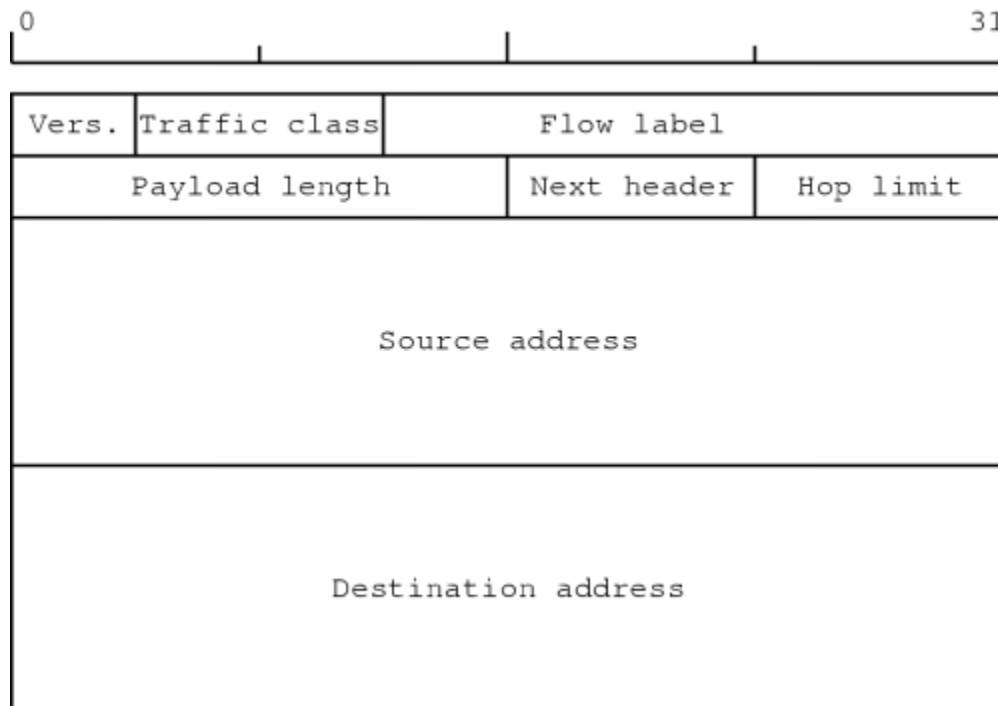 0 31
Vers. Traffic class Flow label
Payload length Next header Hop limit
Source address
Destination address